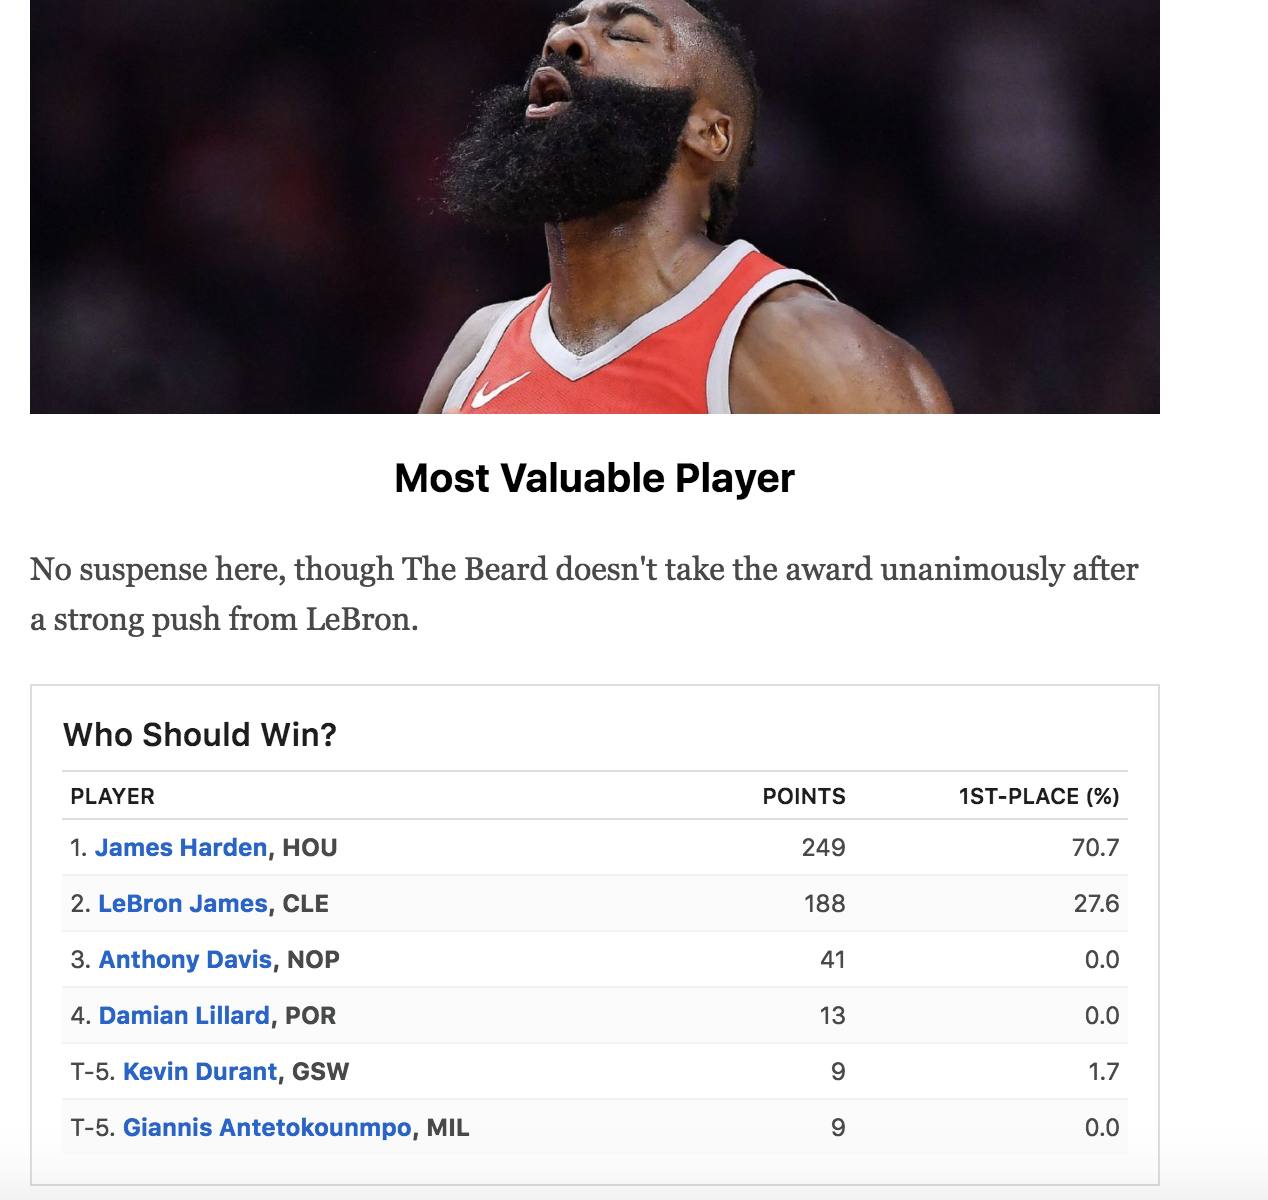 Most Valuable Player
No suspense here, though The Beard doesn't take the award unanimously after
a strong push from LeBron.
Who Should Win?
PLAYER POINTS 1ST-PLACE (%)
1. James Harden, HOU 249 70.7
2. LeBron James, CLE 188 27.6
3. Anthony Davis, NOP 41 0.0
4. Damian Lillard, POR 13 0.0
T-5. Kevin Durant, GSW 9 1.7
T-5. Giannis Antetokounmpo, MIL 9 0.0